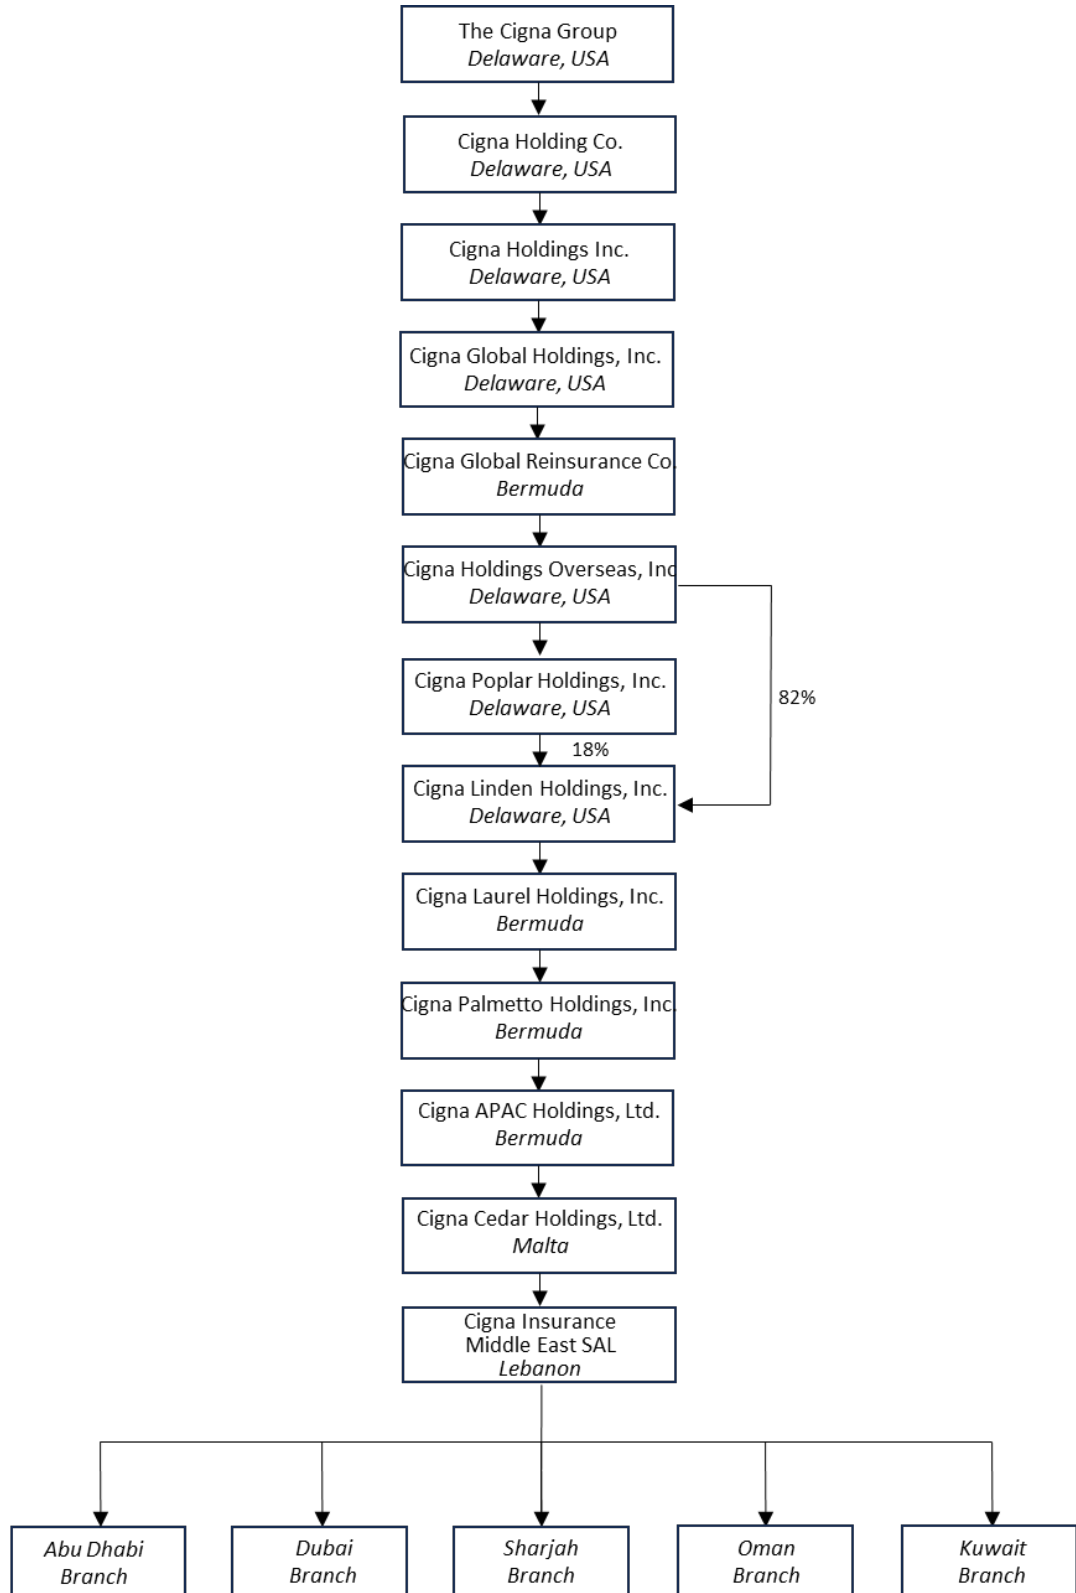 The Cigna Group
Delaware, USA
Cigna Holding Co.
Delaware, USA
Cigna Holdings Inc.
Delaware, USA
Cigna Global Holdings, Inc.
Delaware, USA
Cigna Global Reinsurance Co.
Bermuda
Cigna Holdings Overseas, Inc
Delaware, USA
Cigna Poplar Holdings, Inc.
Delaware, USA
82%
18%
Cigna Linden Holdings, Inc.
Delaware, USA
Cigna Laurel Holdings, Inc.
Bermuda
Cigna Palmetto Holdings, Inc.
Bermuda
Cigna APAC Holdings, Ltd.
Bermuda
Cigna Cedar Holdings, Ltd.
Malta
Cigna Insurance
Middle East SAL
Lebanon
Abu Dhabi
Branch
Dubai
Branch
Sharjah
Branch
Oman
Branch
Kuwait
Branch